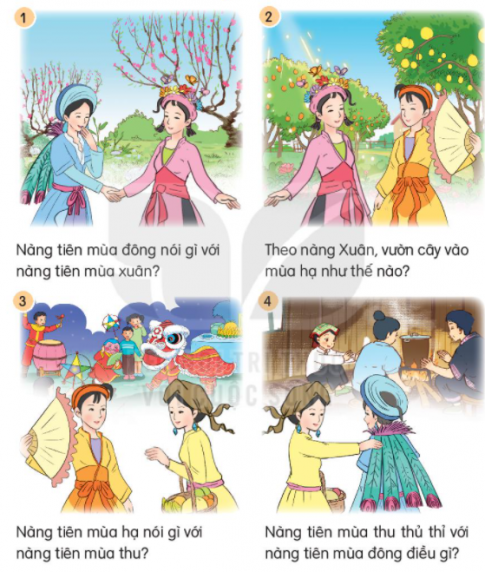 1
2
Nàng tiên mùa đông nói gì với
nàng tiên mùa xuân?
Theo nàng Xuân, vườn cây vào
mùa hạ như thế nào?
3
4
Nàng tiên mùa hạ nói gì với
nàng tiên mùa thu?
Nàng tiên mùa thu thủ thỉ với
nàng tiên mùa đông điều gì?